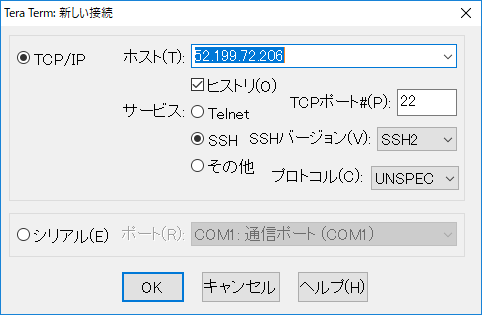 Tera Term: 新しい接続
TCP/IP
ホスト(T): 52.199.72.206
ヒストリ(O)
サービス: Telnet TCPポート#(P): 22
SSH SSHバージョン(V): SSH2
その他 プロトコル(C): UNSPEC
シリアル(E) ポート(R): COM1: 通信ポート (COM1)
OK キャンセル ヘルプ(H)